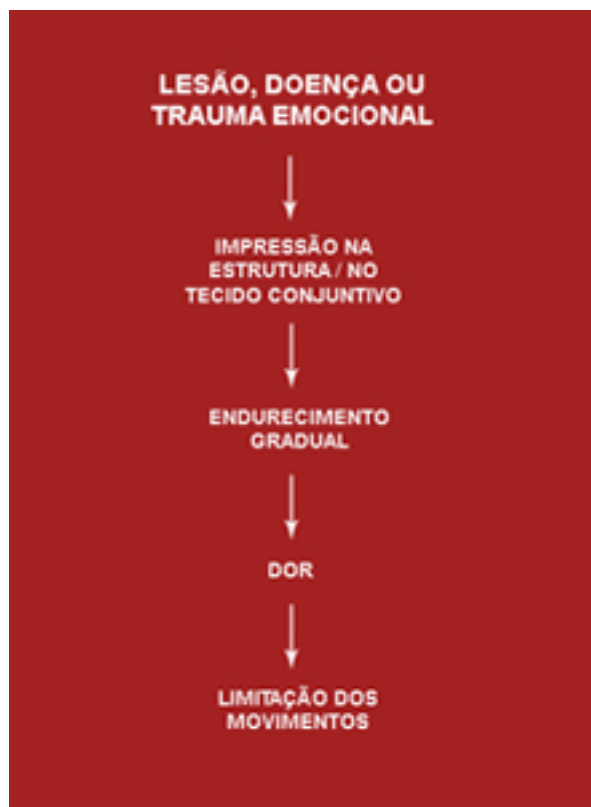 LESÃO, DOENÇA OU
TRAUMA EMOCIONAL
IMPRESSÃO NA
ESTRUTURA / NO
TECIDO CONJUNTIVO
ENDURECIMENTO
GRADUAL
DOR
LIMITAÇÃO DOS
MOVIMENTOS